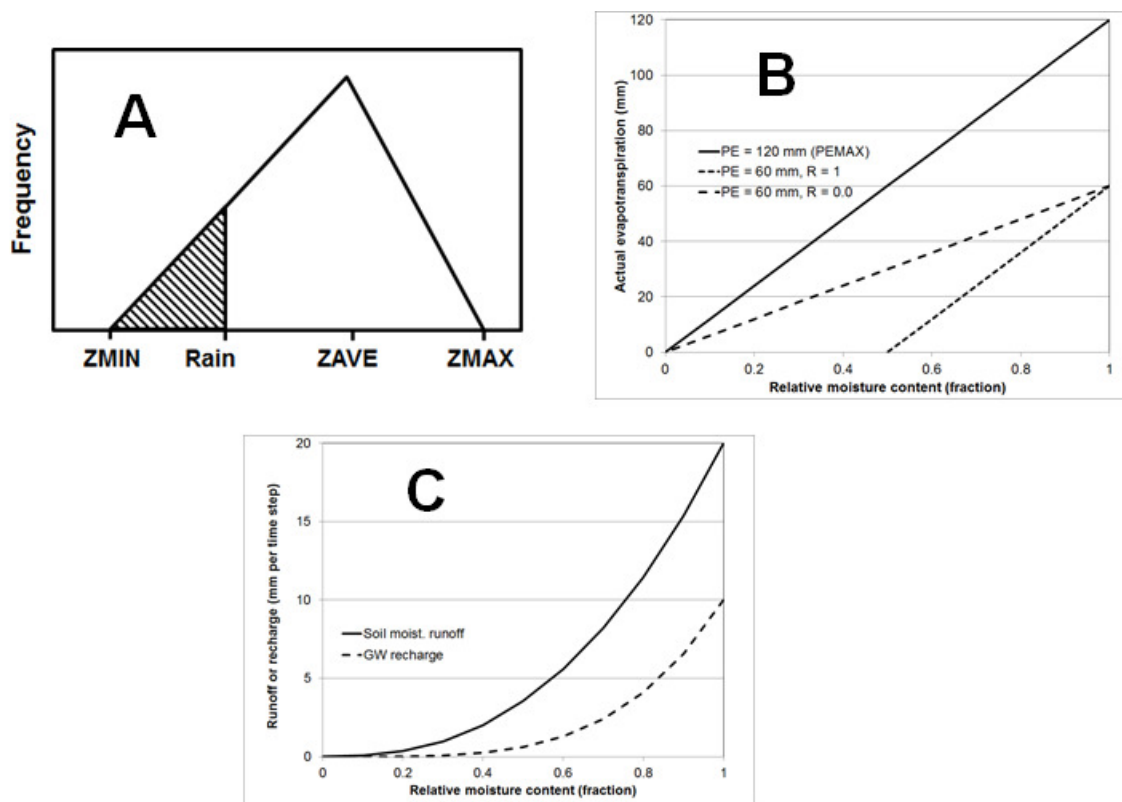 A
Frequency
ZMIN Rain ZAVE ZMAX
B
Actual evapotranspiration (mm)
120
100
80
60
40
20
0
PE = 120 mm (PEMAX)
PE = 60 mm, R = 1
PE = 60 mm, R = 0.0
0 0.2 0.4 0.6 0.8 1
Relative moisture content (fraction)
C
Runoff or recharge (mm per time step)
20
15
10
5
0
Soil moist. runoff
GW recharge
0 0.2 0.4 0.6 0.8 1
Relative moisture content (fraction)